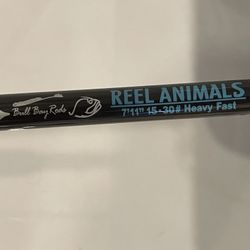 Bull Bay Rods
REEL ANIMALS
7'11" 15-30# Heavy Fast